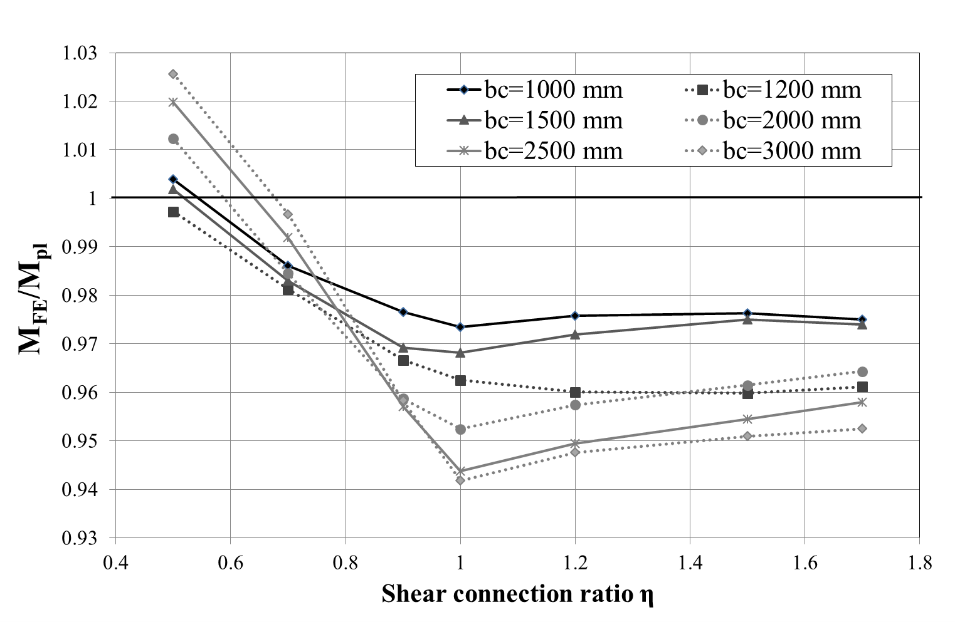 1.03
1.02
1.01
1
0.99
0.98
0.97
0.96
0.95
0.94
0.93
M_FE/M_pl
bc=1000 mm bc=1200 mm
bc=1500 mm bc=2000 mm
bc=2500 mm bc=3000 mm
0.4 0.6 0.8 1 1.2 1.4 1.6 1.8
Shear connection ratio η